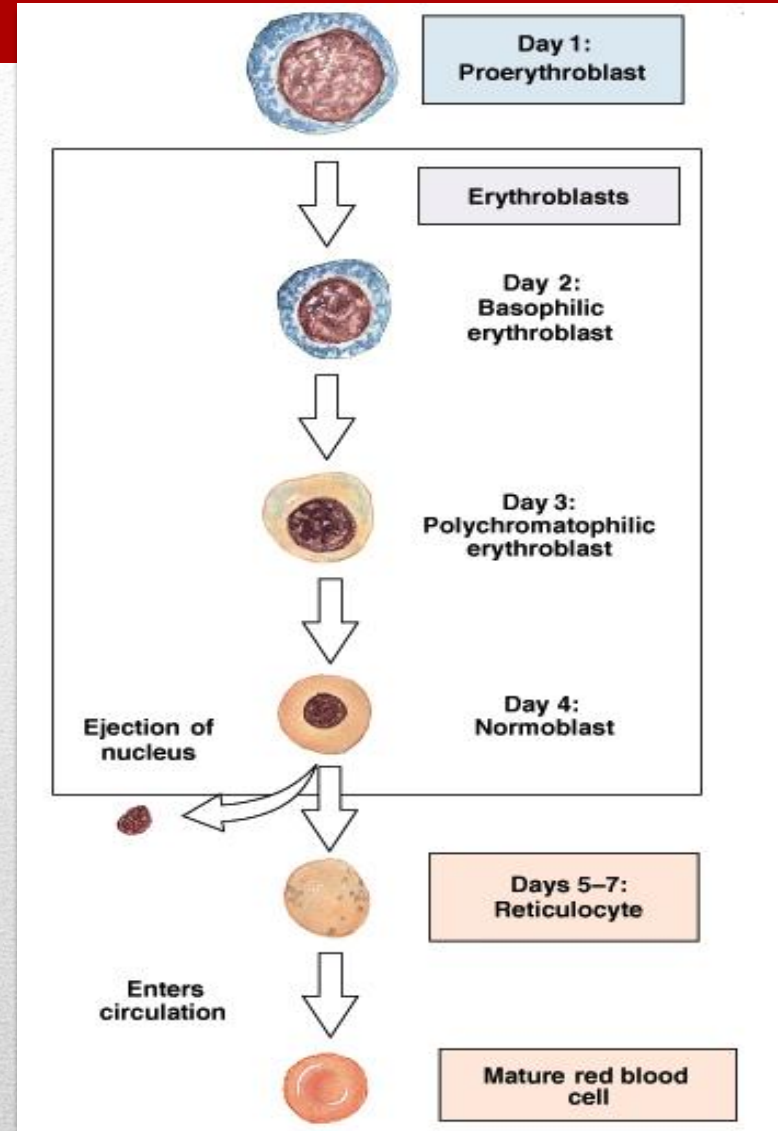 Day 1:
Proerythroblast
Erythroblasts
Day 2:
Basophilic
erythroblast
Day 3:
Polychromatophilic
erythroblast
Day 4:
Normoblast
Ejection of
nucleus
Days 5–7:
Reticulocyte
Enters
circulation
Mature red blood
cell